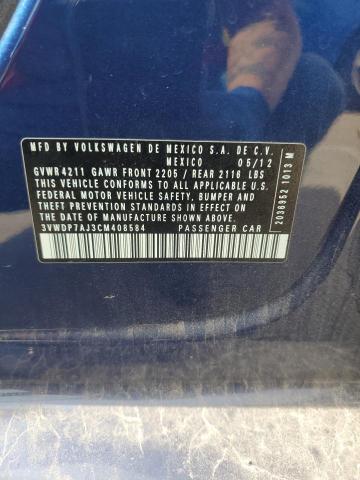 MFD BY VOLKSWAGEN DE MEXICO S.A. DE C.V.
MEXICO 05/12
GVWR 4211 GAWR FRONT 2205 / REAR 2116 LBS
THIS VEHICLE CONFORMS TO ALL APPLICABLE U.S.
FEDERAL MOTOR VEHICLE SAFETY, BUMPER AND
THEFT PREVENTION STANDARDS IN EFFECT ON
THE DATE OF MANUFACTURE SHOWN ABOVE.
3VWDP7AJ3CM408584 PASSENGER CAR
2036952 1013 M